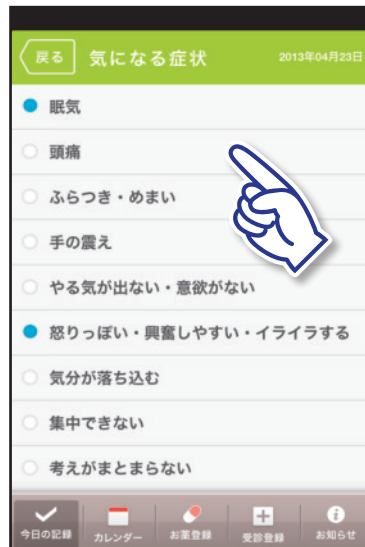 戻る 気になる症状 2013年04月23日
眠気
頭痛
ふらつき・めまい
手の震え
やる気が出ない・意欲がない
怒りっぽい・興奮しやすい・イライラする
気分が落ち込む
集中できない
考えがまとまらない
今日の記録 カレンダー お薬登録 受診登録 お知らせ